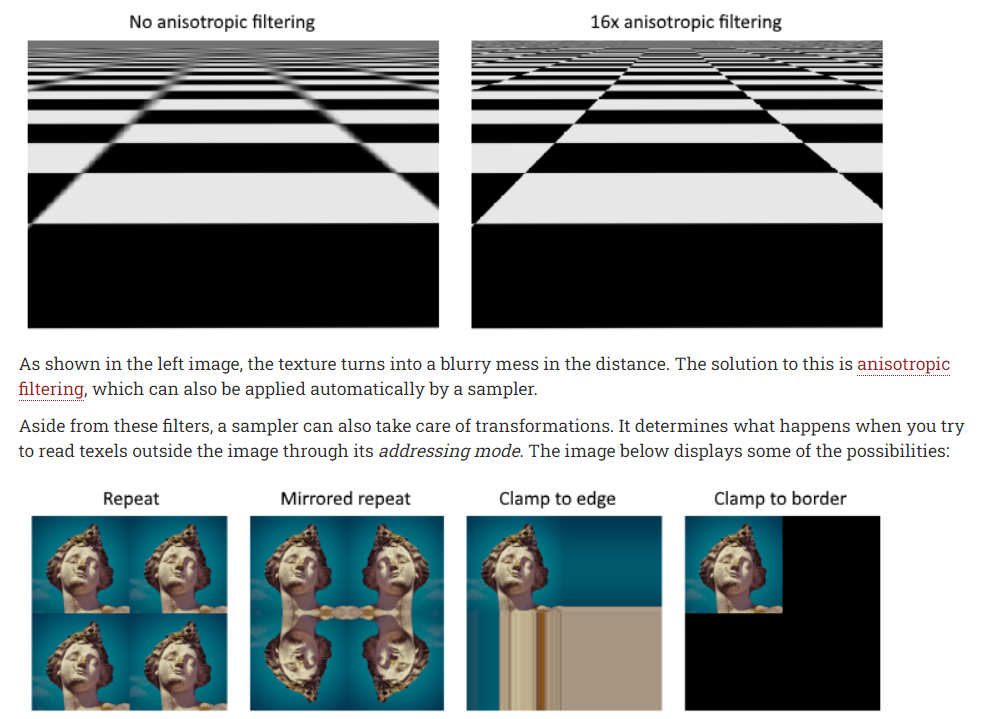 No anisotropic filtering
16x anisotropic filtering
As shown in the left image, the texture turns into a blurry mess in the distance. The solution to this is anisotropic
filtering, which can also be applied automatically by a sampler.
Aside from these filters, a sampler can also take care of transformations. It determines what happens when you try
to read texels outside the image through its addressing mode. The image below displays some of the possibilities:
Repeat
Mirrored repeat
Clamp to edge
Clamp to border